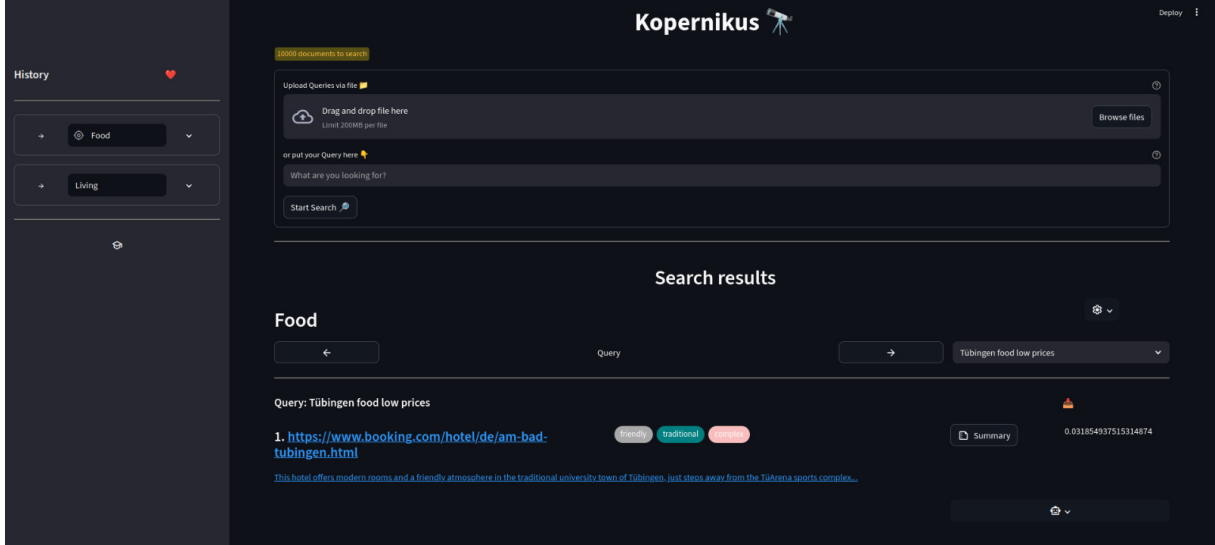 Kopernikus
Deploy
10000 documents to search
History
Upload Queries via file
Drag and drop file here
Limit 200MB per file
Browse files
Food
or put your Query here
What are you looking for?
Living
Start Search
Search results
Food
Query
Tübingen food low prices
Query: Tübingen food low prices
1. https://www.booking.com/hotel/de/am-bad-
tubingen.html
friendly traditional complex
Summary
0.031854937515314874
This hotel offers modern rooms and a friendly atmosphere in the traditional university town of Tübingen, just steps away from the TüArena sports complex...